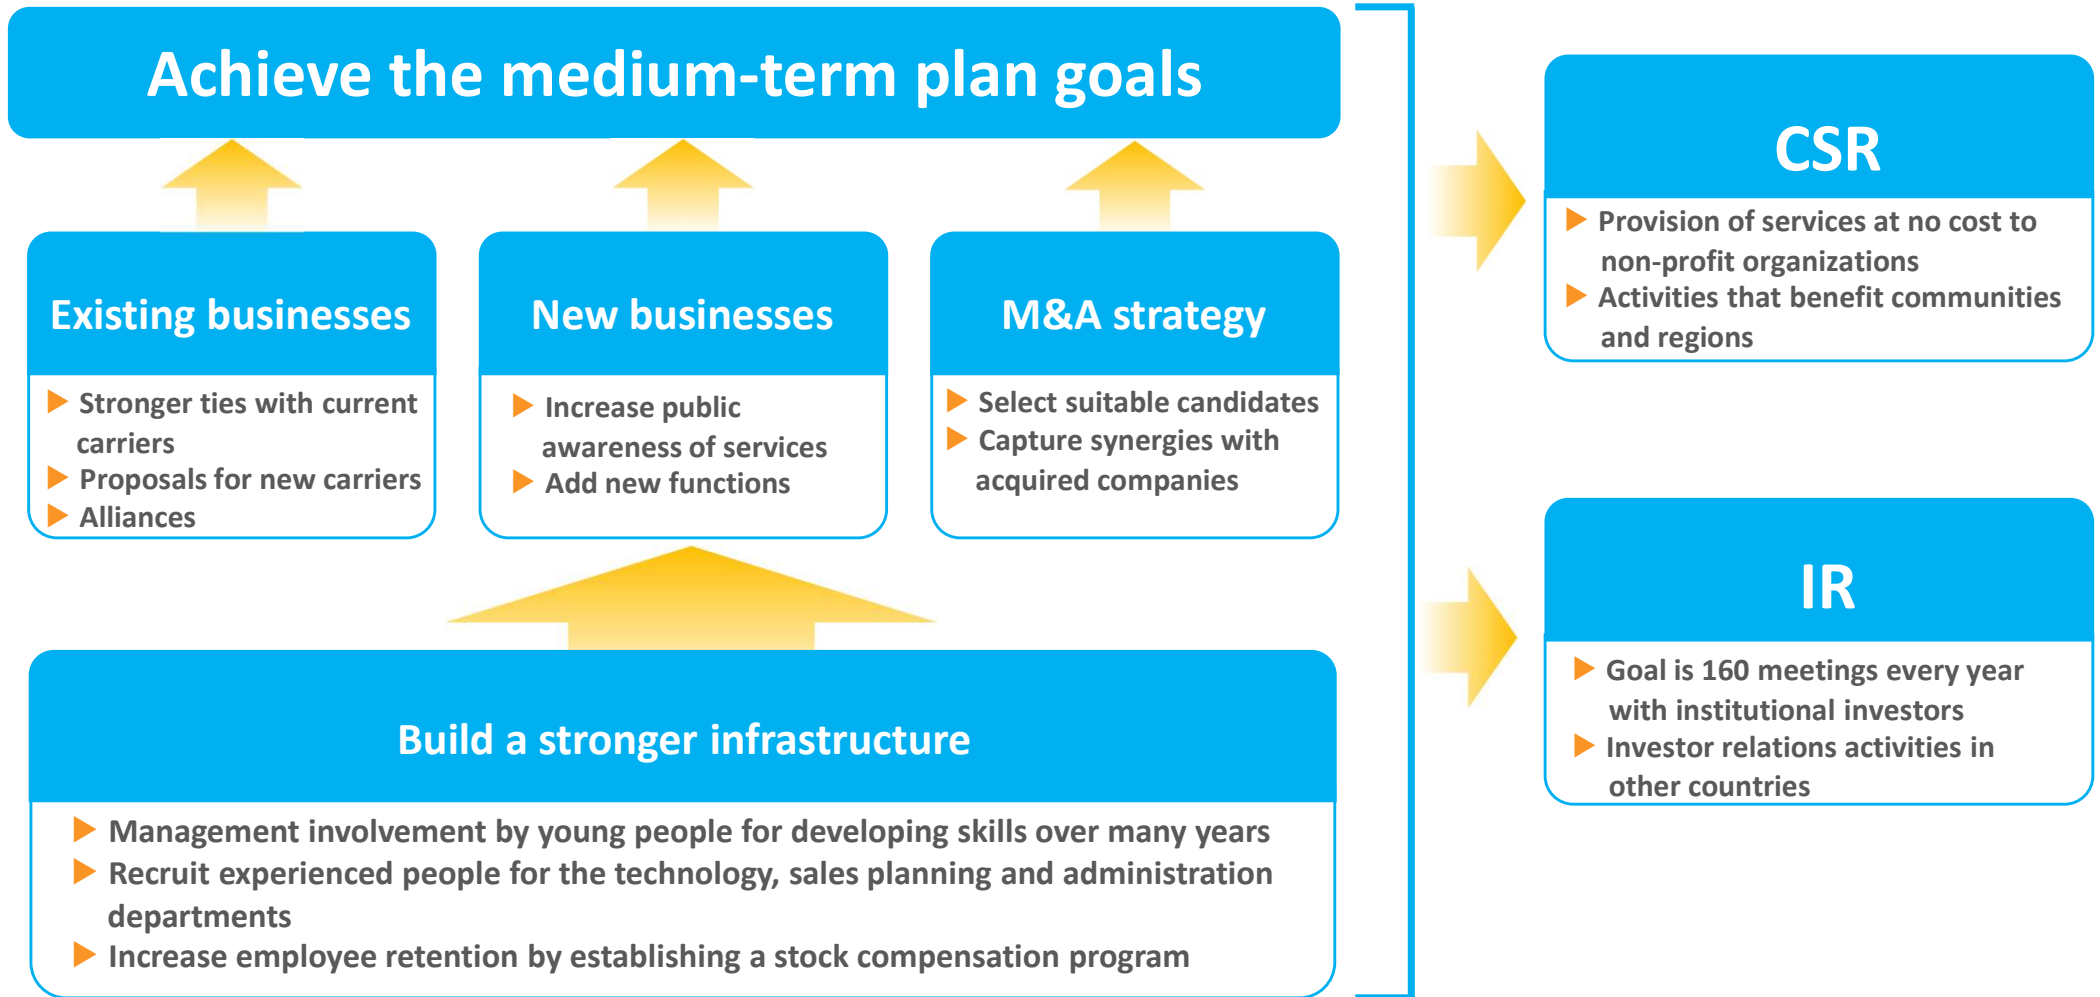 Achieve the medium-term plan goals
Existing businesses
Stronger ties with current
carriers
Proposals for new carriers
Alliances
New businesses
Increase public
awareness of services
Add new functions
M&A strategy
Select suitable candidates
Capture synergies with
acquired companies
Build a stronger infrastructure
Management involvement by young people for developing skills over many years
Recruit experienced people for the technology, sales planning and administration
departments
Increase employee retention by establishing a stock compensation program
CSR
Provision of services at no cost to
non-profit organizations
Activities that benefit communities
and regions
IR
Goal is 160 meetings every year
with institutional investors
Investor relations activities in
other countries